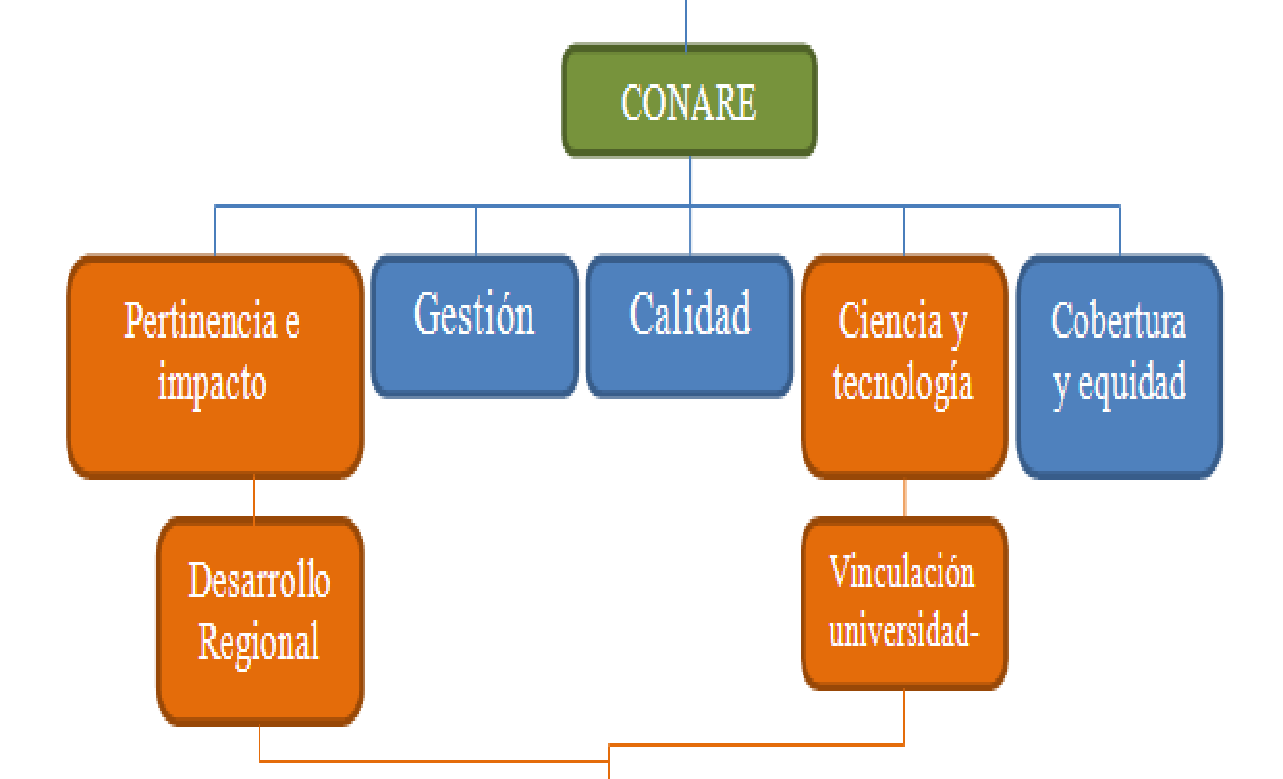 CONARE
Pertinencia e
impacto
Gestión
Calidad
Ciencia y
tecnología
Cobertura
y equidad
Desarrollo
Regional
Vinculación
universidad-